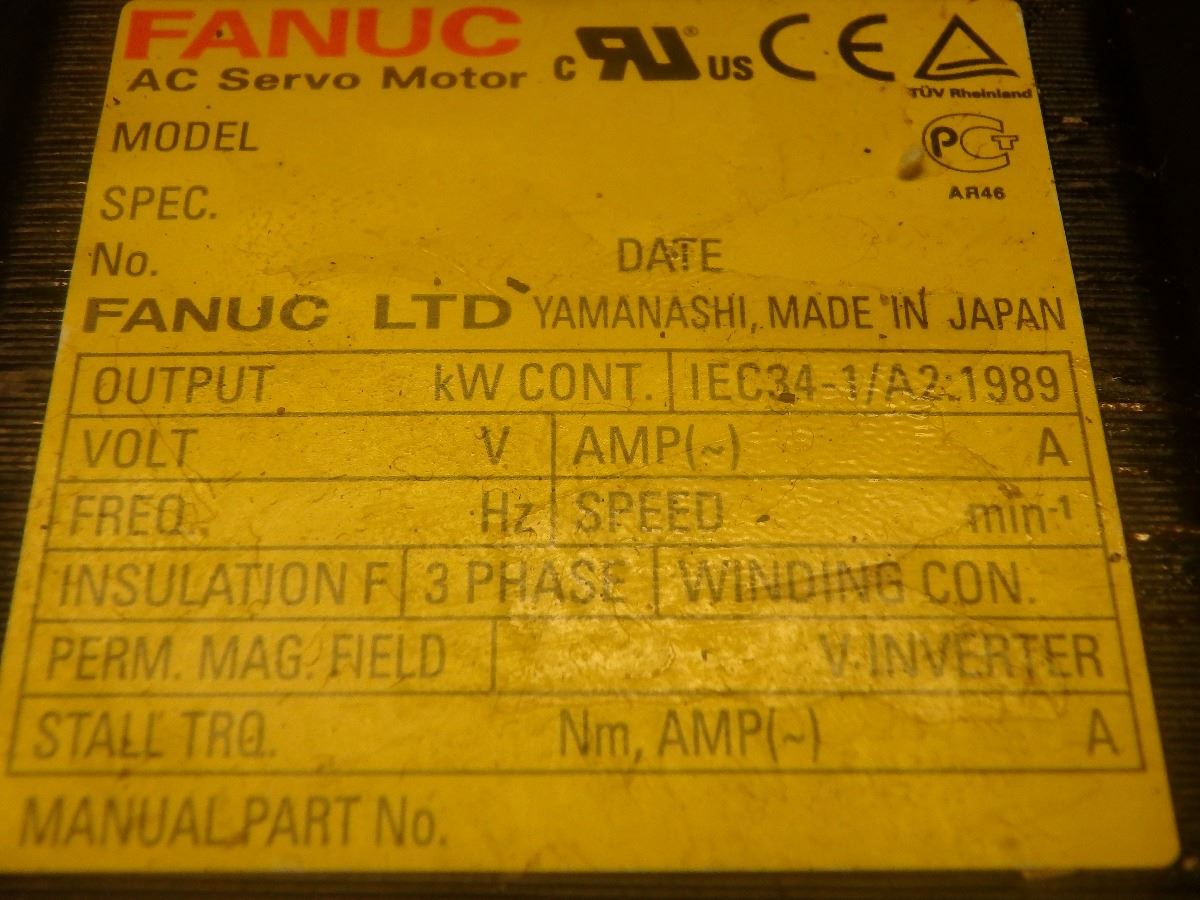 FANUC
AC Servo Motor
c RU ® US CE TÜV Rheinland
MODEL
PCT
AR46
SPEC.
No. DATE
FANUC LTD YAMANASHI, MADE IN JAPAN
OUTPUT kW CONT. IEC34-1/A2:1989
VOLT V AMP(~) A
FREQ. Hz SPEED min-1
INSULATION F 3 PHASE WINDING CON.
PERM. MAG. FIELD V-INVERTER
STALL TRQ. Nm, AMP(~) A
MANUAL PART No.